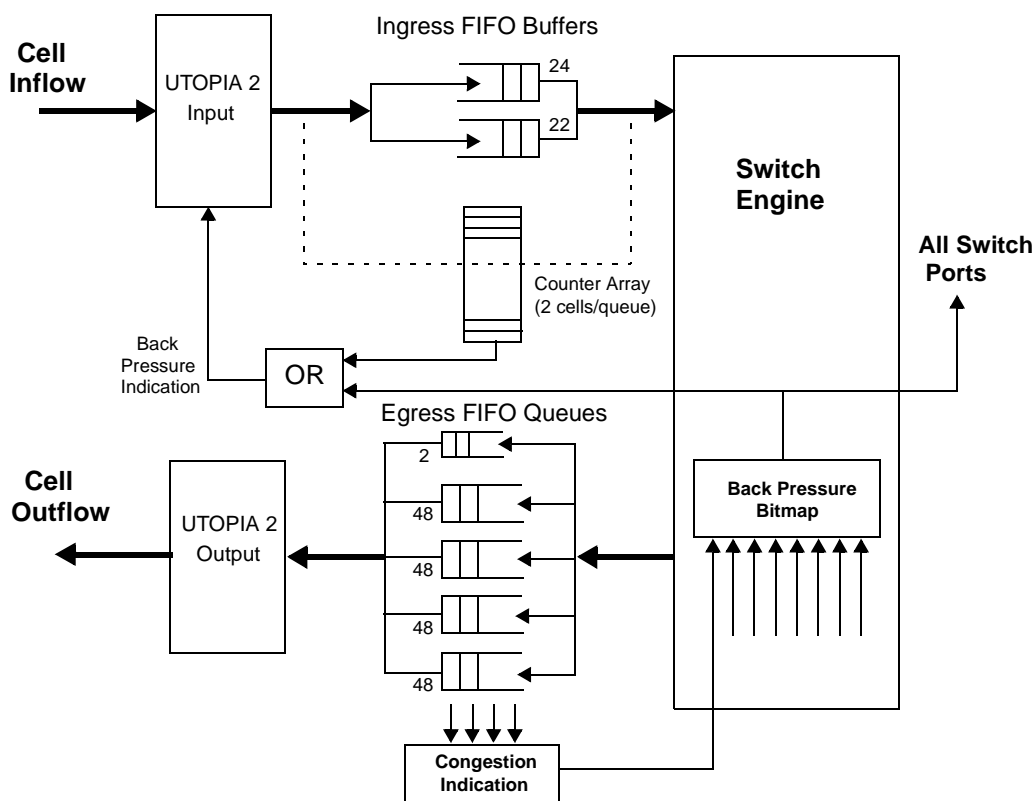 Ingress FIFO Buffers
Cell
Inflow
UTOPIA 2
Input
24
22
Switch
Engine
All Switch
Ports
Counter Array
(2 cells/queue)
Back
Pressure
Indication
OR
Egress FIFO Queues
2
48
48
48
48
Cell
Outflow
UTOPIA 2
Output
Back Pressure
Bitmap
Congestion
Indication